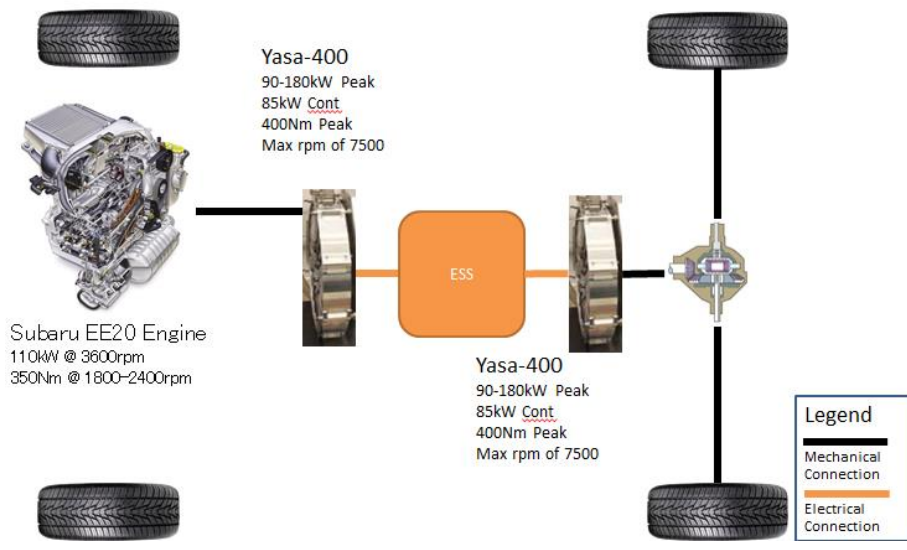 Yasa-400
90-180kW Peak
85kW Cont
400Nm Peak
Max rpm of 7500
ESS
Subaru EE20 Engine
110kW @ 3600rpm
350Nm @ 1800-2400rpm
Yasa-400
90-180kW Peak
85kW Cont
400Nm Peak
Max rpm of 7500
Legend
Mechanical
Connection
Electrical
Connection